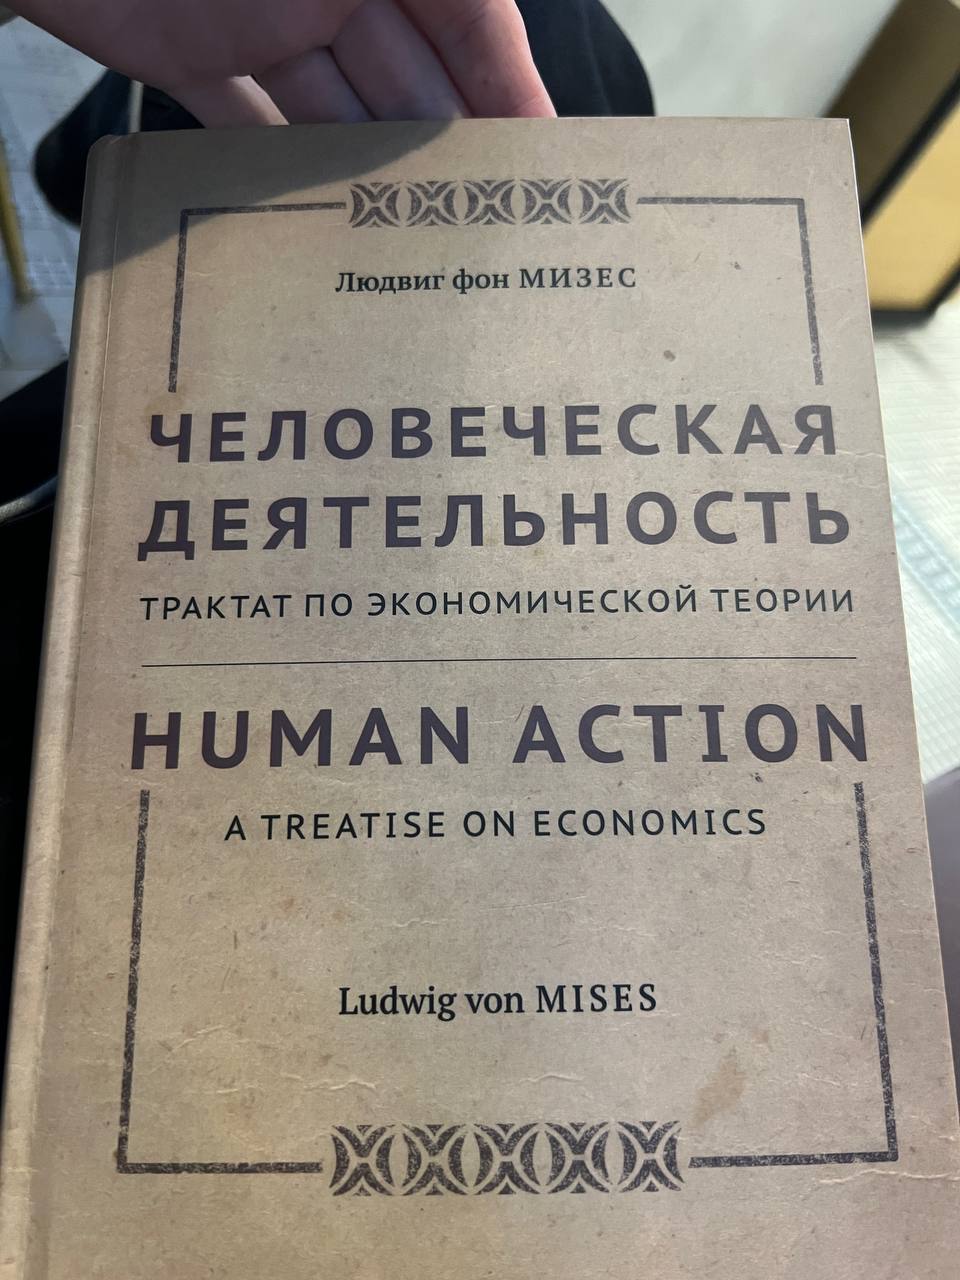 Людвиг фон МИЗЕС
ЧЕЛОВЕЧЕСКАЯ
ДЕЯТЕЛЬНОСТЬ
ТРАКТАТ ПО ЭКОНОМИЧЕСКОЙ ТЕОРИИ
HUMAN ACTION
A TREATISE ON ECONOMICS
Ludwig von MISES